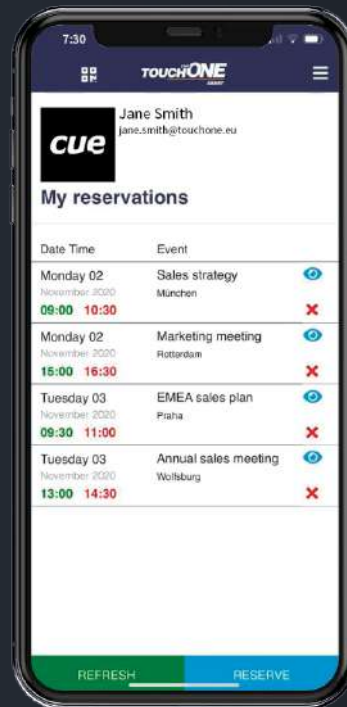 7:30
TOUCHONE
cue
Jane Smith
jane.smith@touchone.eu
My reservations
Date Time Event
Monday 02 Sales strategy
November 2020 München
09:00 10:30
Monday 02 Marketing meeting
November 2020 Rotterdam
15:00 16:30
Tuesday 03 EMEA sales plan
November 2020 Praha
09:30 11:00
Tuesday 03 Annual sales meeting
November 2020 Wolfsburg
13:00 14:30
REFRESH RESERVE